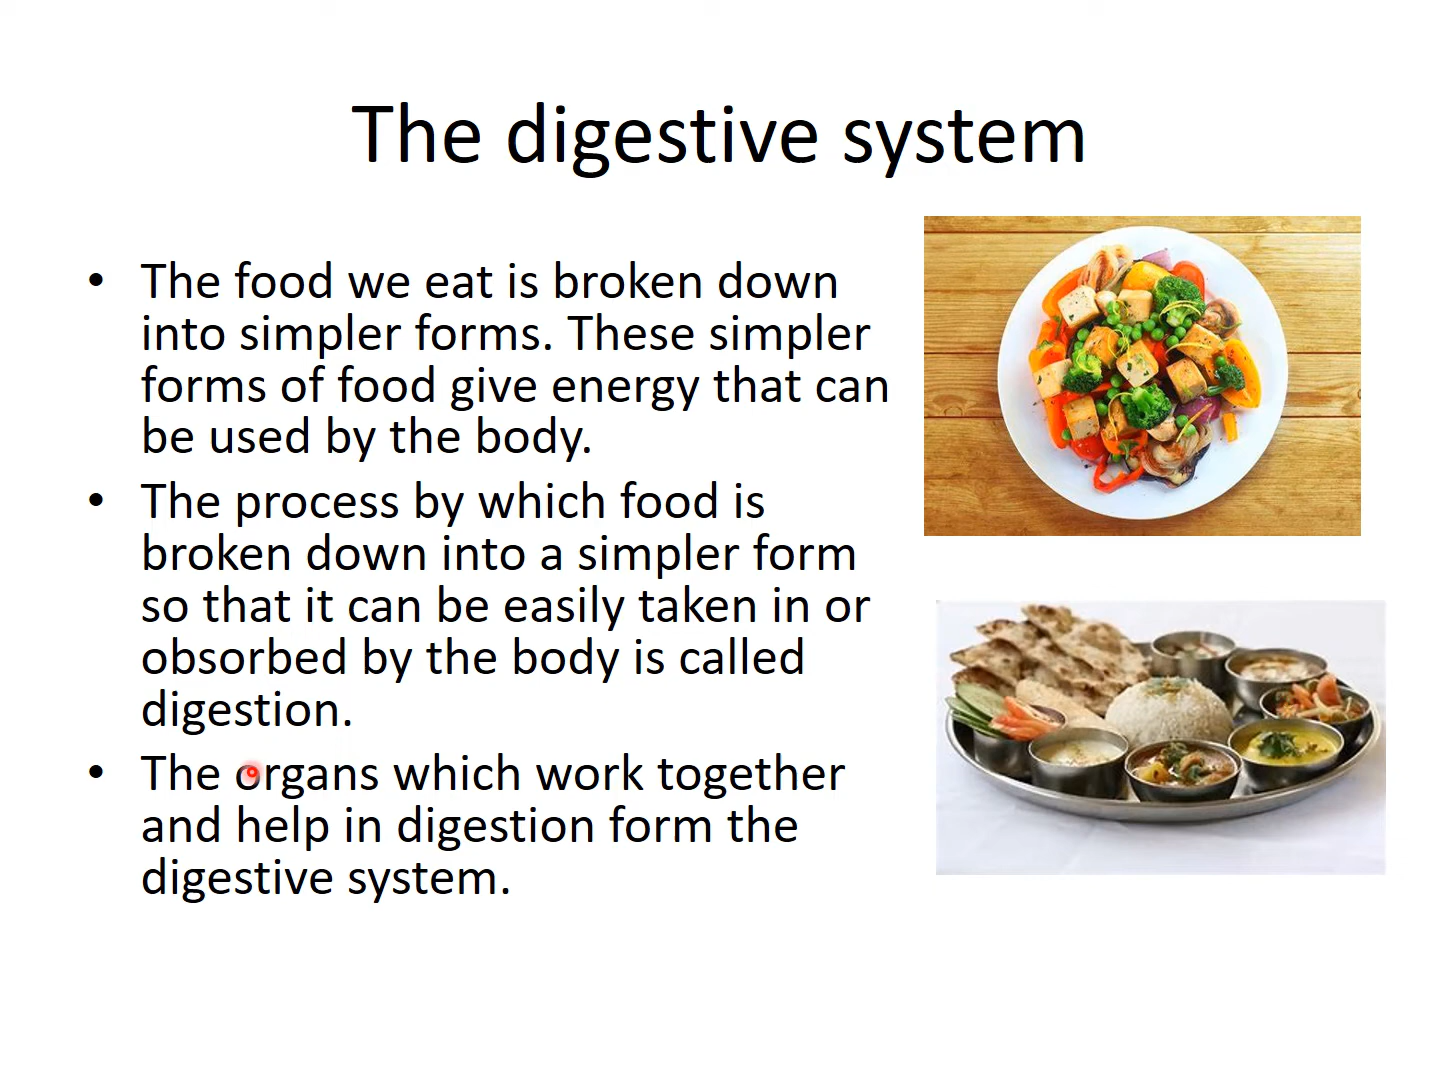 The digestive system
• The food we eat is broken down
into simpler forms. These simpler
forms of food give energy that can
be used by the body.
• The process by which food is
broken down into a simpler form
so that it can be easily taken in or
obsorbed by the body is called
digestion.
• The organs which work together
and help in digestion form the
digestive system.